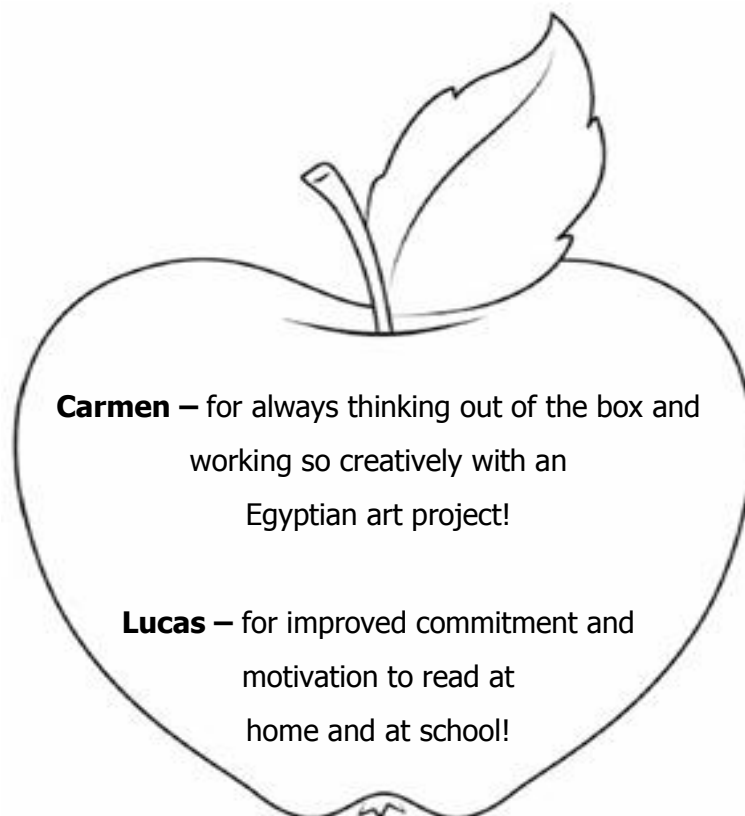 Carmen – for always thinking out of the box and
working so creatively with an
Egyptian art project!
Lucas – for improved commitment and
motivation to read at
home and at school!